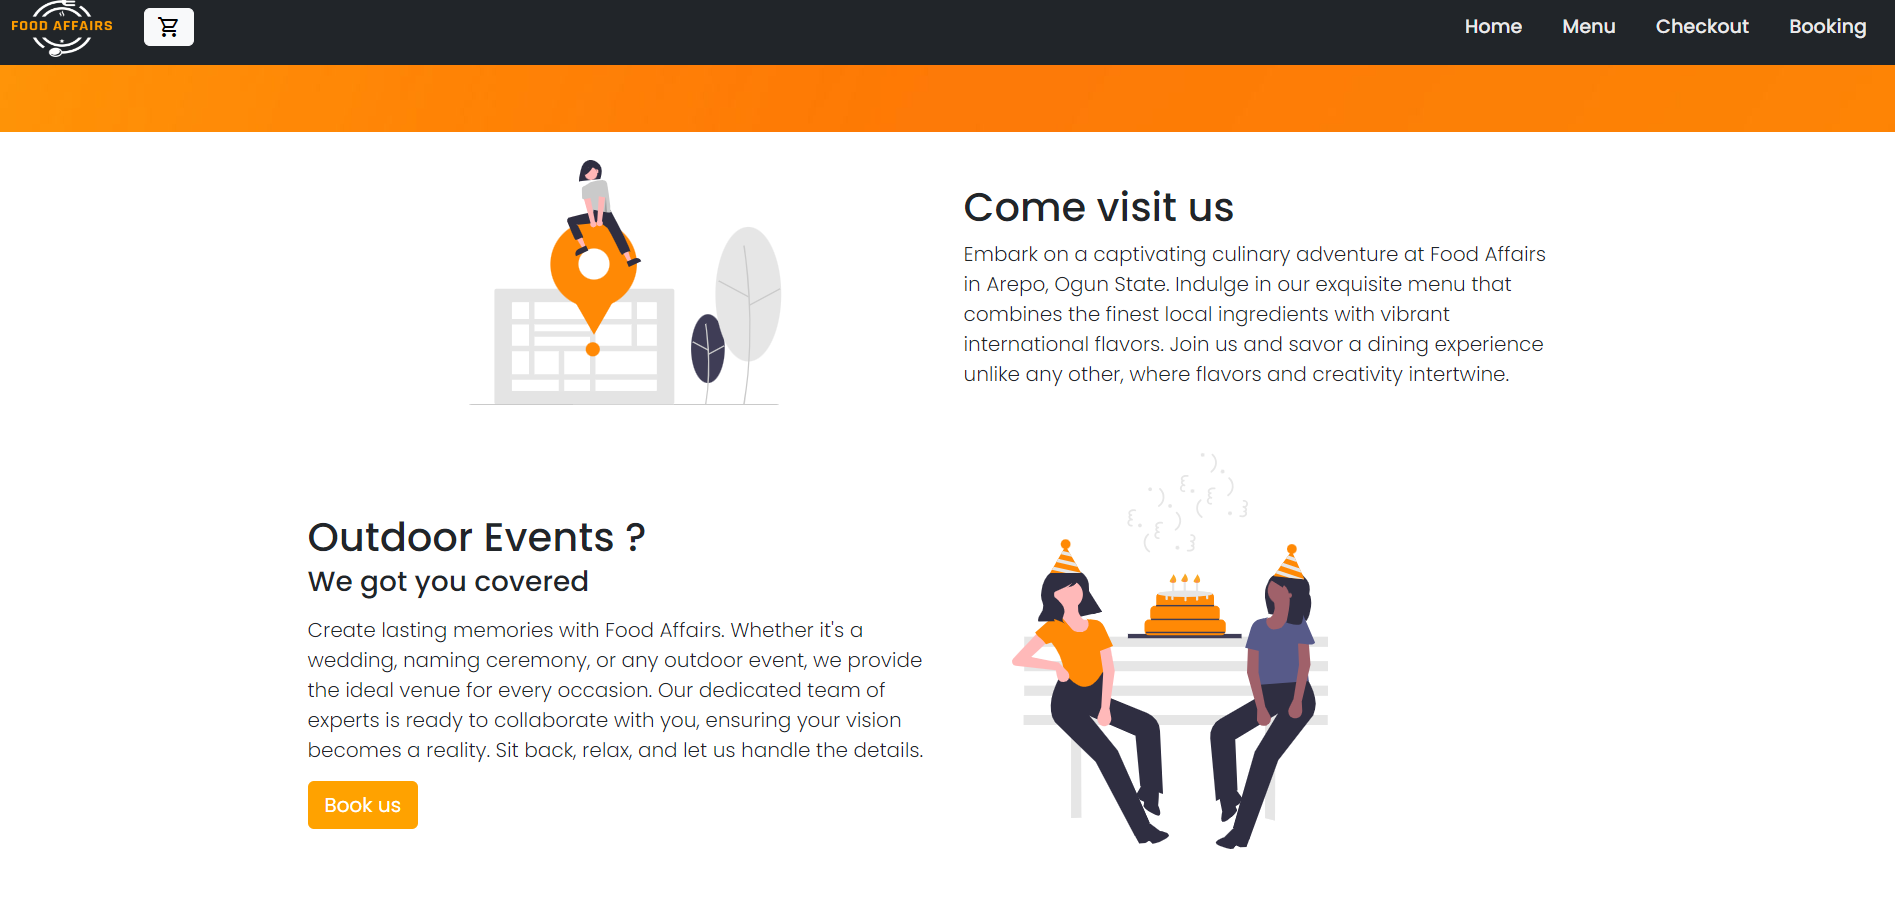 FOOD AFFAIRS
Home Menu Checkout Booking
Come visit us
Embark on a captivating culinary adventure at Food Affairs
in Arepo, Ogun State. Indulge in our exquisite menu that
combines the finest local ingredients with vibrant
international flavors. Join us and savor a dining experience
unlike any other, where flavors and creativity intertwine.
Outdoor Events ?
We got you covered
Create lasting memories with Food Affairs. Whether it's a
wedding, naming ceremony, or any outdoor event, we provide
the ideal venue for every occasion. Our dedicated team of
experts is ready to collaborate with you, ensuring your vision
becomes a reality. Sit back, relax, and let us handle the details.
Book us